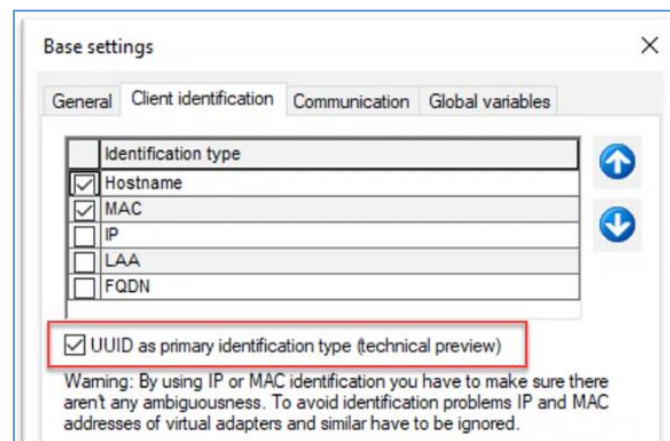 Base settings
General Client identification Communication Global variables
Identification type
Hostname
MAC
IP
LAA
FQDN
UUID as primary identification type (technical preview)
Warning: By using IP or MAC identification you have to make sure there
aren't any ambiguousness. To avoid identification problems IP and MAC
addresses of virtual adapters and similar have to be ignored.